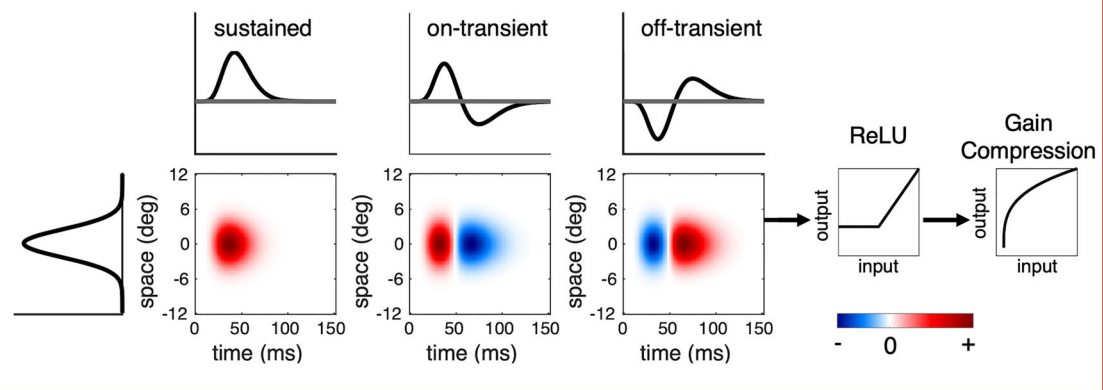 sustained
on-transient
off-transient
ReLU
Gain
Compression
output
input
output
input
space (deg)
12
6
0
-6
-12
0
50
100
150
time (ms)
space (deg)
12
6
0
-6
-12
0
50
100
150
time (ms)
space (deg)
12
6
0
-6
-12
0
50
100
150
time (ms)
- 0 +